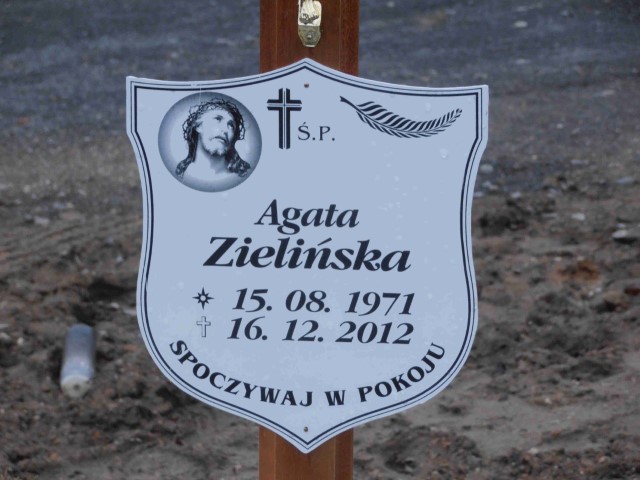 Ś.P.
Agata
Zielińska
15. 08. 1971
16. 12. 2012
SPOCZYWAJ W POKOJU